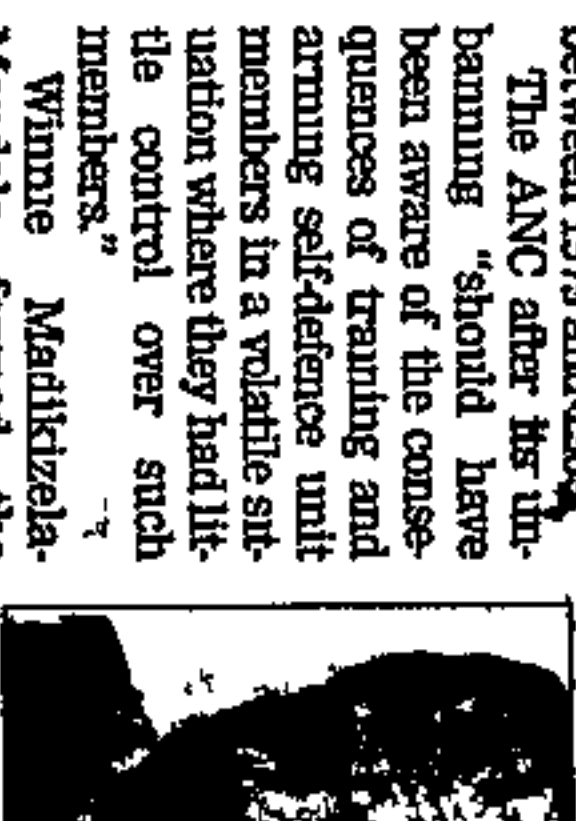 The ANC after its un-
banning "should have
been aware of the conse-
quences of training and
arming self-defence unit
members in a volatile sit-
uation where they had lit-
tle control over such
members."
Winnie Madikizela-